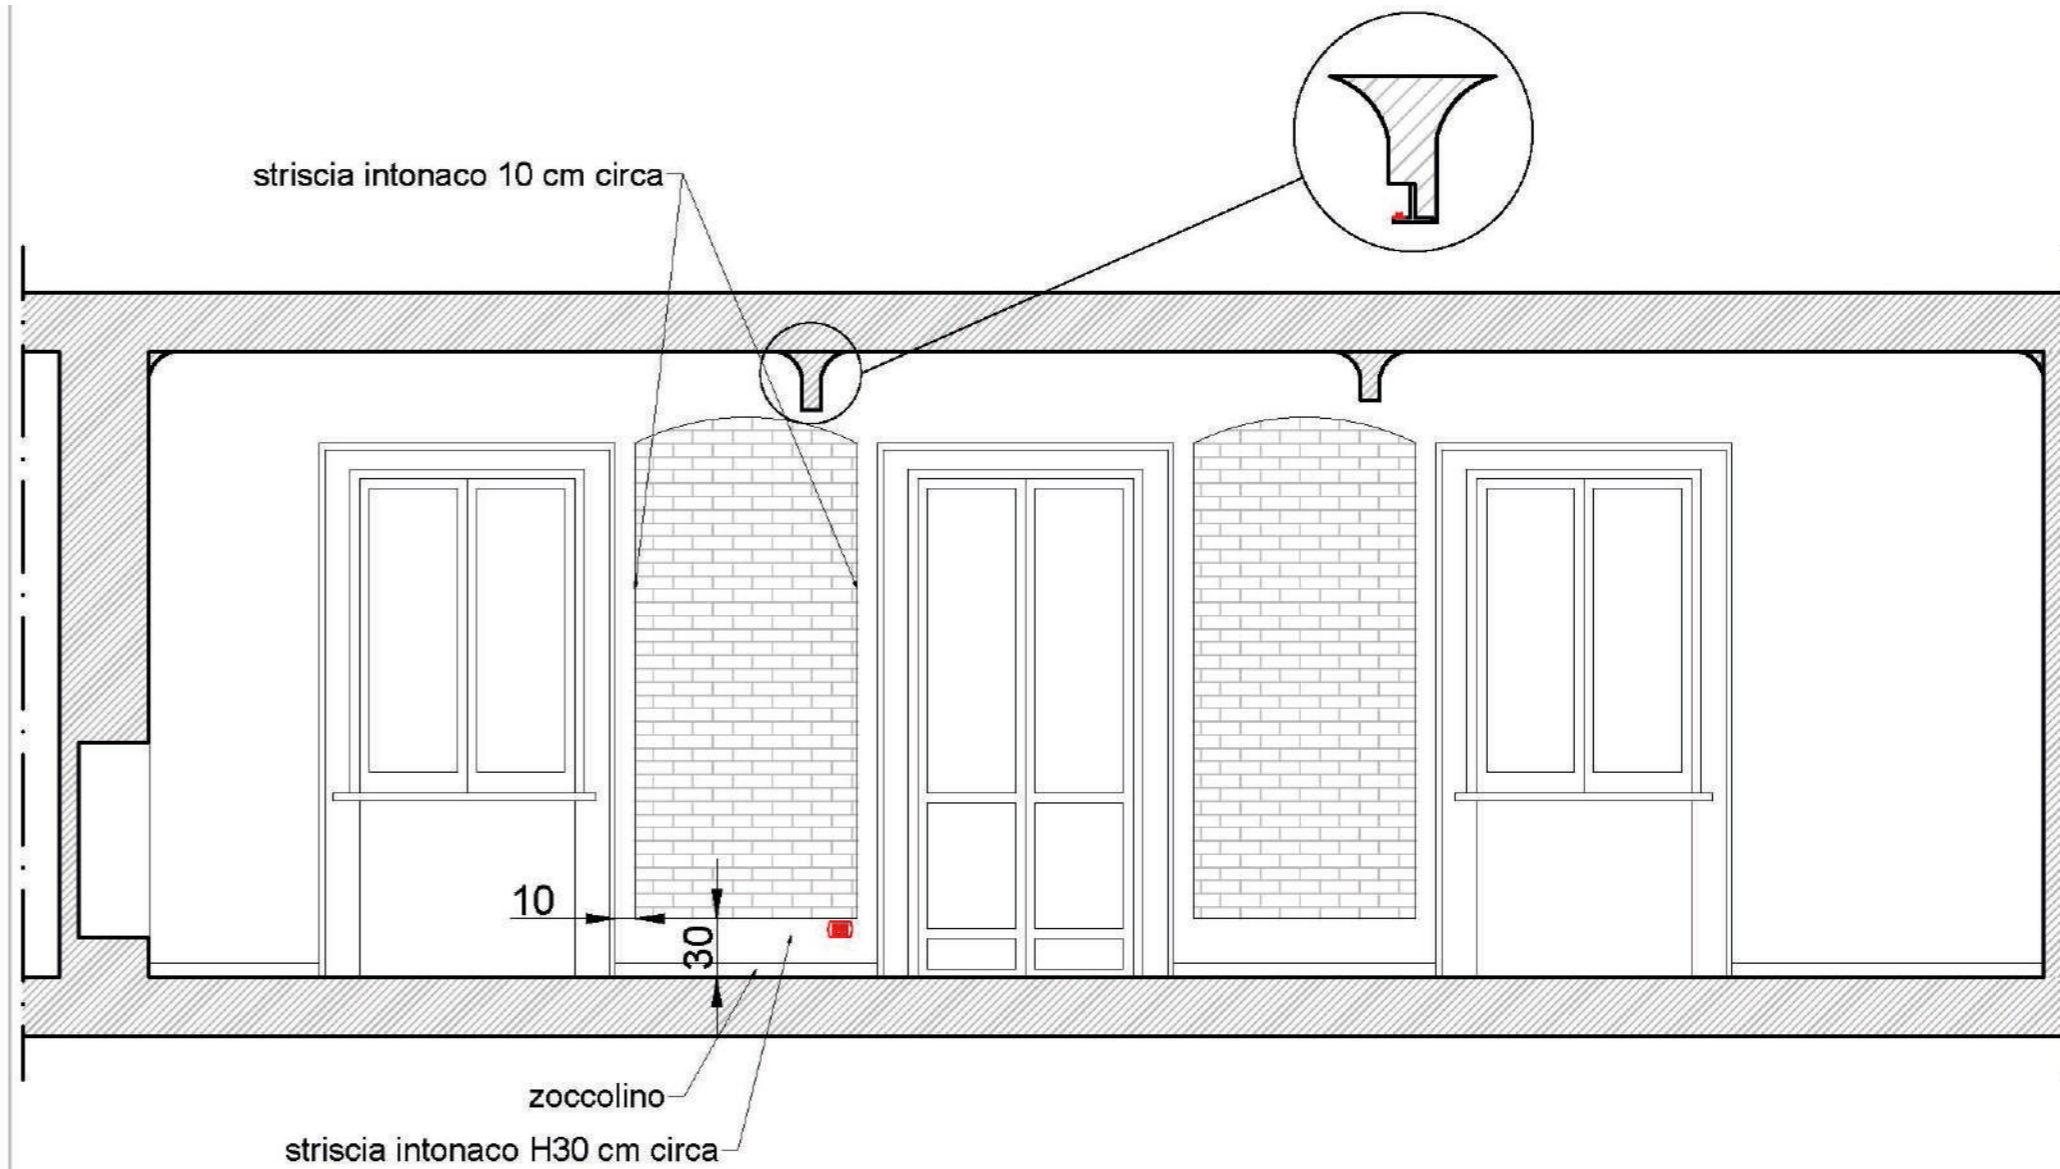 striscia intonaco 10 cm circa
10
30
zoccolino
striscia intonaco H30 cm circa